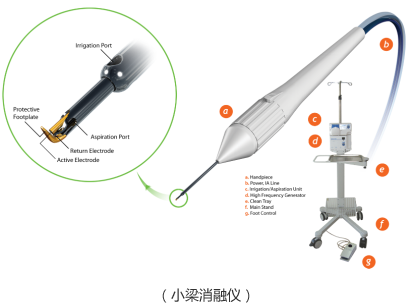 Irrigation Port
Protective
Footplate
Aspiration Port
Return Electrode
Active Electrode
a
b
c
d
e
f
g
a. Handpiece
b. Power, IA Line
c. Irrigation/Aspiration Unit
d. High Frequency Generator
e. Clean Tray
f. Main Stand
g. Foot Control
（小梁消融仪）